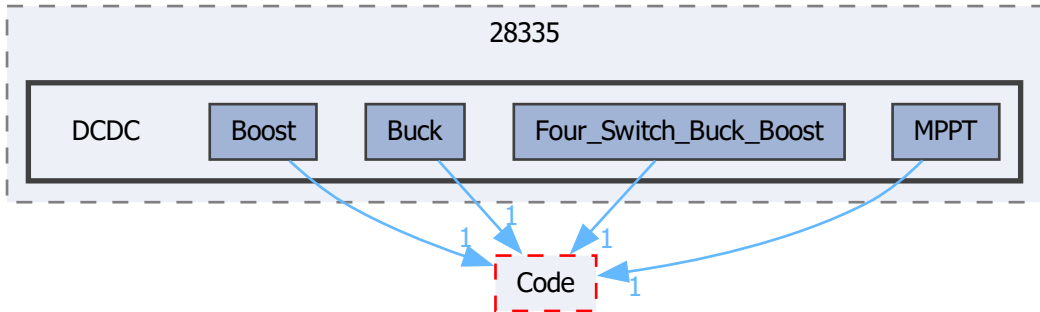 28335
DCDC
Boost
Buck
Four_Switch_Buck_Boost
MPPT
1
1
1
1
Code